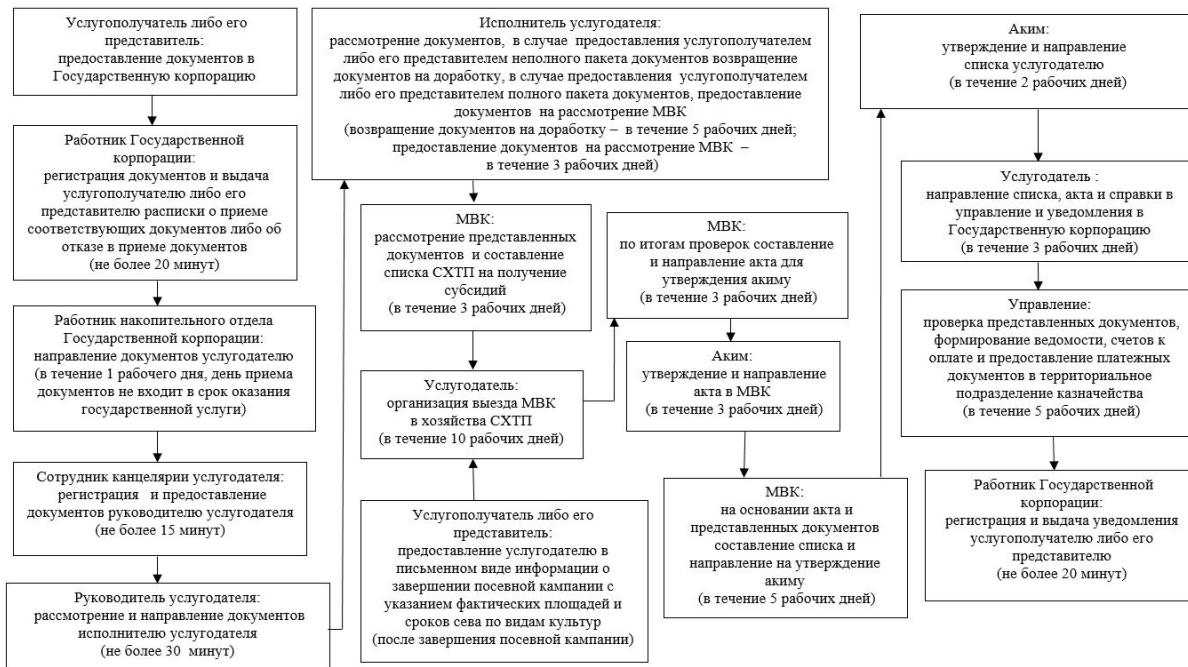 Услугополучатель либо его
представитель:
предоставление документов в
Государственную корпорацию
Работник Государственной
корпорации:
регистрация документов и выдача
услугополучателю либо его
представителю расписки о приеме
соответствующих документов либо об
отказе в приеме документов
(не более 20 минут)
Работник накопительного отдела
Государственной корпорации:
направление документов услугодателю
(в течение 1 рабочего дня, день приема
документов не входит в срок оказания
государственной услуги)
Сотрудник канцелярии услугодателя:
регистрация и предоставление
документов руководителю услугодателя
(не более 15 минут)
Руководитель услугодателя:
рассмотрение и направление документов
исполнителю услугодателя
(не более 30 минут)
Исполнитель услугодателя:
рассмотрение документов, в случае предоставления услугополучателем
либо его представителем неполного пакета документов возвращение
документов на доработку, в случае предоставления услугополучателем
либо его представителем полного пакета документов, предоставление
документов на рассмотрение МВК
(возвращение документов на доработку – в течение 5 рабочих дней;
предоставление документов на рассмотрение МВК –
в течение 3 рабочих дней)
МВК:
рассмотрение представленных
документов и составление
списка СХТП на получение
субсидий
(в течение 3 рабочих дней)
Услугодатель:
организация выезда МВК
в хозяйства СХТП
(в течение 10 рабочих дней)
Услугополучатель либо его
представитель:
предоставление услугодателю в
письменном виде информации о
завершении посевной кампании с
указанием фактических площадей и
сроков сева по видам культур
(после завершения посевной кампании)
МВК:
по итогам проверок составление
и направление акта для
утверждения акиму
(в течение 3 рабочих дней)
Аким:
утверждение и направление
акта в МВК
(в течение 3 рабочих дней)
МВК:
на основании акта и
представленных документов
составление списка и
направление на утверждение
акиму
(в течение 5 рабочих дней)
Аким:
утверждение и направление
списка услугодателю
(в течение 2 рабочих дней)
Услугодатель :
направление списка, акта и справки в
управление и уведомления в
Государственную корпорацию
(в течение 3 рабочих дней)
Управление:
проверка представленных документов,
формирование ведомости, счетов к
оплате и предоставление платежных
документов в территориальное
подразделение казначейства
(в течение 5 рабочих дней)
Работник Государственной
корпорации:
регистрация и выдача уведомления
услугополучателю либо его
представителю
(не более 20 минут)